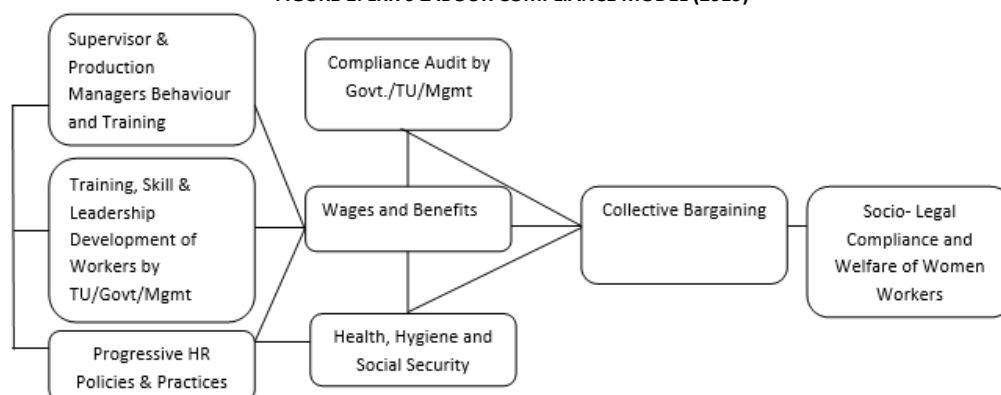 Supervisor &
Production
Managers Behaviour
and Training
Training, Skill &
Leadership
Development of
Workers by
TU/Govt/Mgmt
Progressive HR
Policies & Practices
Compliance Audit by
Govt./TU/Mgmt
Wages and Benefits
Health, Hygiene and
Social Security
Collective Bargaining
Socio- Legal
Compliance and
Welfare of Women
Workers